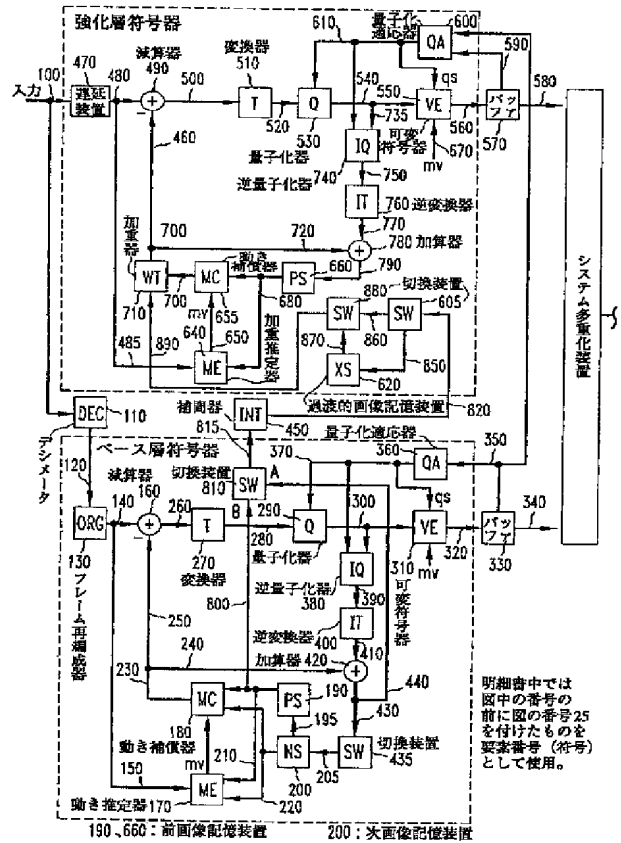 強化層符号器
入力
100
470
遅延装置
480
減算器
490
500
変換器
510
T
520
Q
530
量子化器
540
610
量子化適応器
600
QA
590
580
qs
550
735
VE
560
バッファ
570
可変符号器
670
mv
460
IQ
740
逆量子化器
750
IT
760
逆変換器
770
780
加算器
790
加重器
700
720
WT
710
700
MC
動き補償器
655
680
PS
660
mv
640
650
ME
加重推定器
485
890
880
切換装置
605
SW
SW
870
860
850
XS
620
過渡的画像記憶装置
820
システム多重化装置
DEC
110
デシメータ
120
補間器
INT
450
815
ベース層符号器
量子化適応器
360
QA
350
370
切換装置
810
SW
A
B
140
減算器
160
260
ORG
130
フレーム再編成器
T
270
変換器
280
290
Q
量子化器
300
qs
VE
310
320
バッファ
330
340
mv
可変符号器
800
IQ
逆量子化器
380
390
IT
逆変換器
400
410
加算器
420
440
430
250
240
230
MC
180
動き補償器
mv
PS
190
195
NS
200
205
SW
435
切換装置
210
220
150
ME
動き推定器170
明細書中では
図中の番号の
前に図の番号25
を付けたものを
要素番号（符号）
として使用。
190、660：前画像記憶装置
200：次画像記憶装置